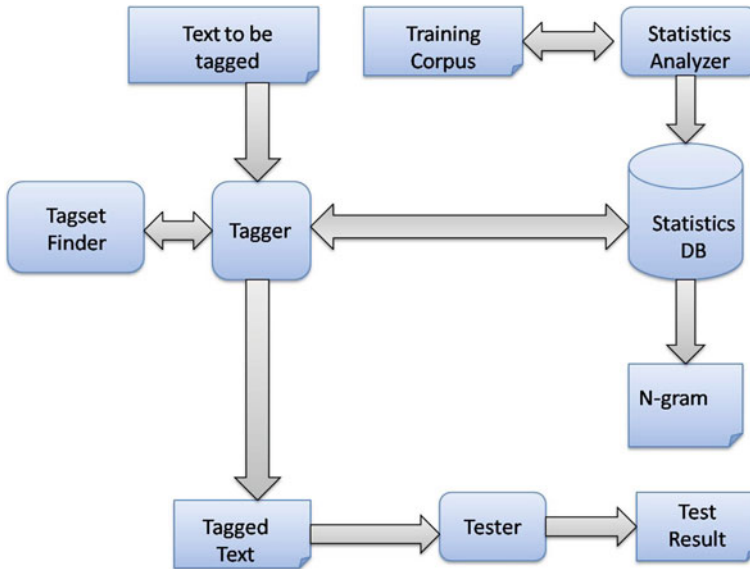 Text to be
tagged
Training
Corpus
Statistics
Analyzer
Tagset
Finder
Tagger
Statistics
DB
N-gram
Tagged
Text
Tester
Test
Result